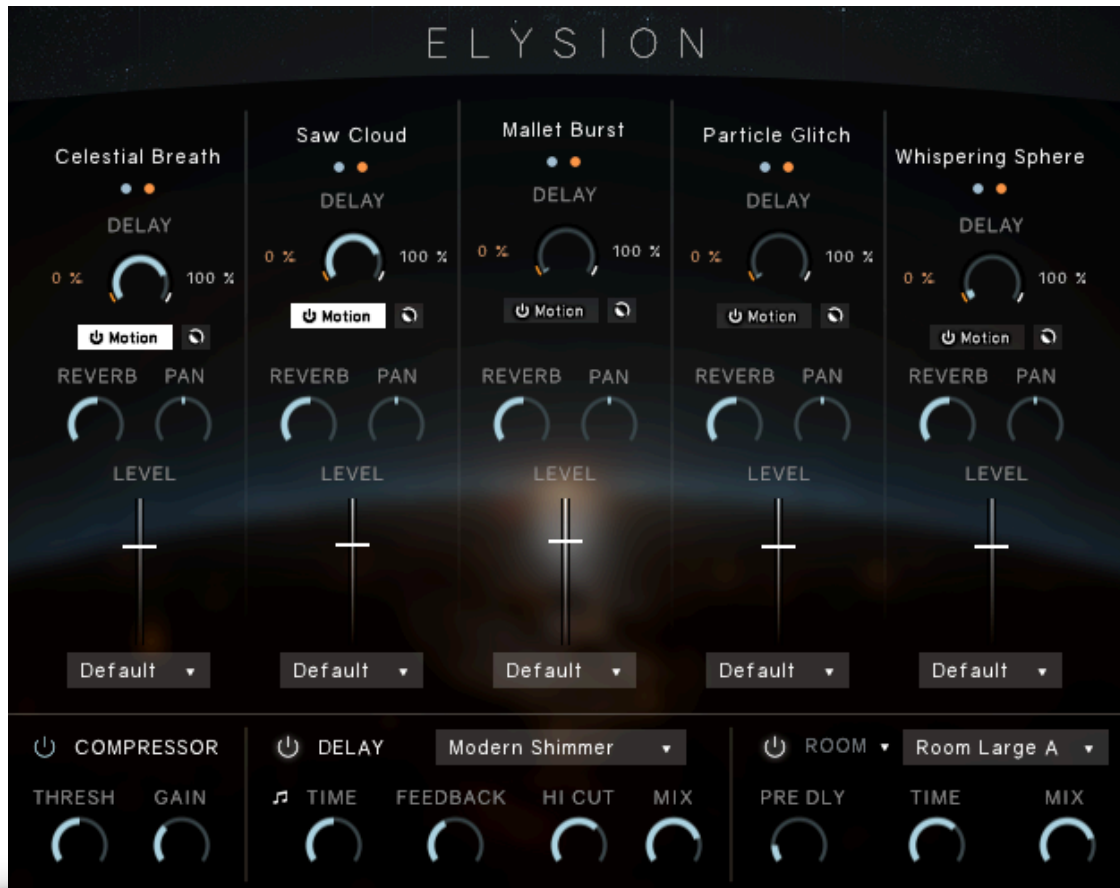 ELYSION
Celestial Breath
Saw Cloud
Mallet Burst
Particle Glitch
Whispering Sphere
DELAY
DELAY
DELAY
DELAY
DELAY
0 % 100 %
0 % 100 %
0 % 100 %
0 % 100 %
0 % 100 %
Motion
Motion
Motion
Motion
Motion
REVERB PAN
REVERB PAN
REVERB PAN
REVERB PAN
REVERB PAN
LEVEL
LEVEL
LEVEL
LEVEL
LEVEL
Default
Default
Default
Default
Default
COMPRESSOR
DELAY
Modern Shimmer
ROOM
Room Large A
THRESH GAIN
TIME FEEDBACK HI CUT MIX
PRE DLY TIME MIX